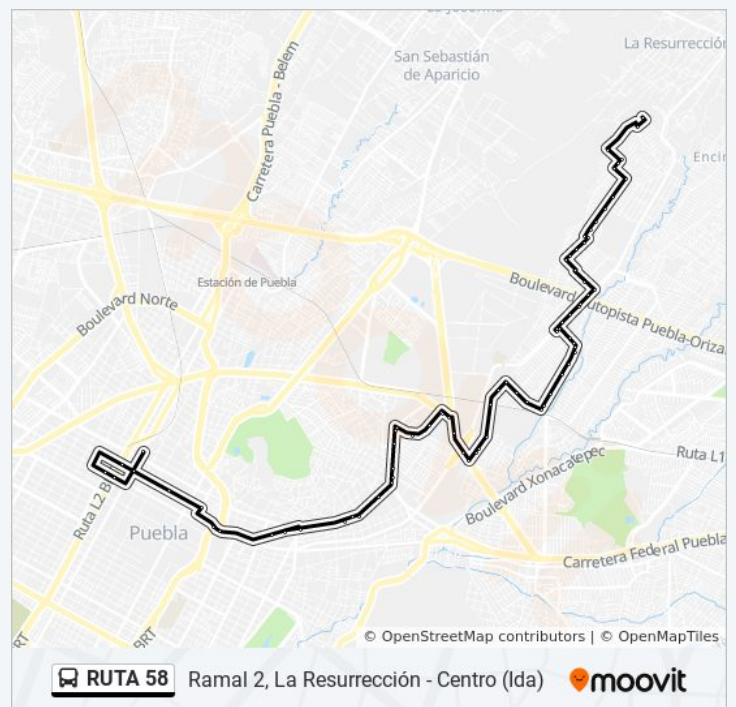 San Sebastián
de Aparicio
La Resurrección
Carretera Puebla - Belem
Encin
Estación de Puebla
Boulevard Norte
Boulevard Autopista Puebla-Oriza
Ruta L1
Boulevard Xonacatepec
Ruta L2 B
Puebla
Carretera Federal Puebla
RT
BRT
© OpenStreetMap contributors | © OpenMapTiles
RUTA 58
Ramal 2, La Resurrección - Centro (Ida)
moovit